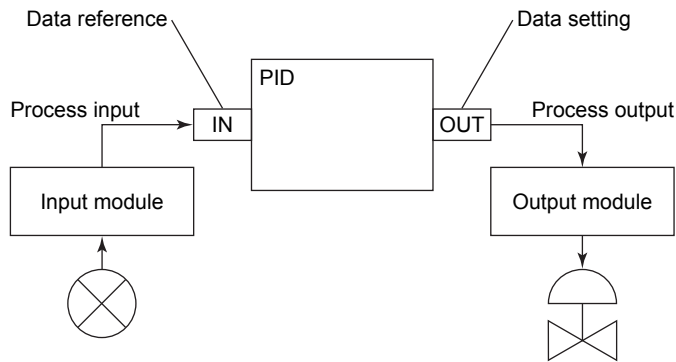 Data reference
Data setting
PID
Process input
IN
OUT
Process output
Input module
Output module